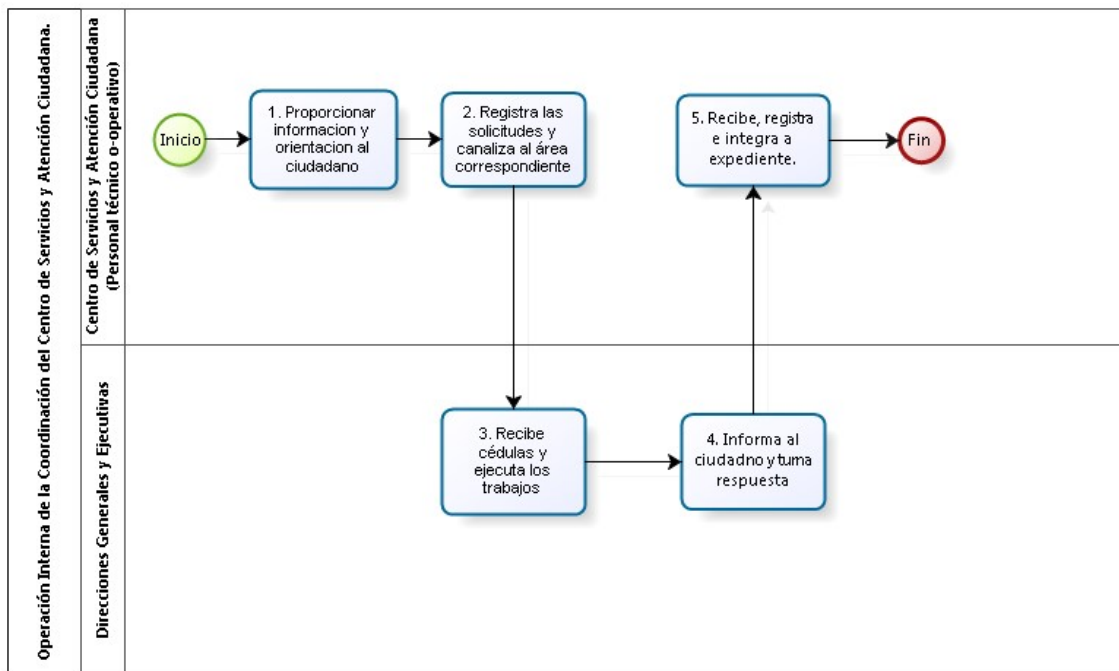 Operación Interna de la Coordinación del Centro de Servicios y Atención Ciudadana.
Centro de Servicios y Atención Ciudadana
(Personal técnico o-operativo)
Inicio
1. Proporcionar
informacion y
orientacion al
ciudadano
2. Registra las
solicitudes y
canaliza al área
correspondiente
5. Recibe, registra
e integra a
expediente.
Fin
Direcciones Generales y Ejecutivas
3. Recibe
cédulas y
ejecuta los
trabajos
4. Informa al
ciudadno y turna
respuesta